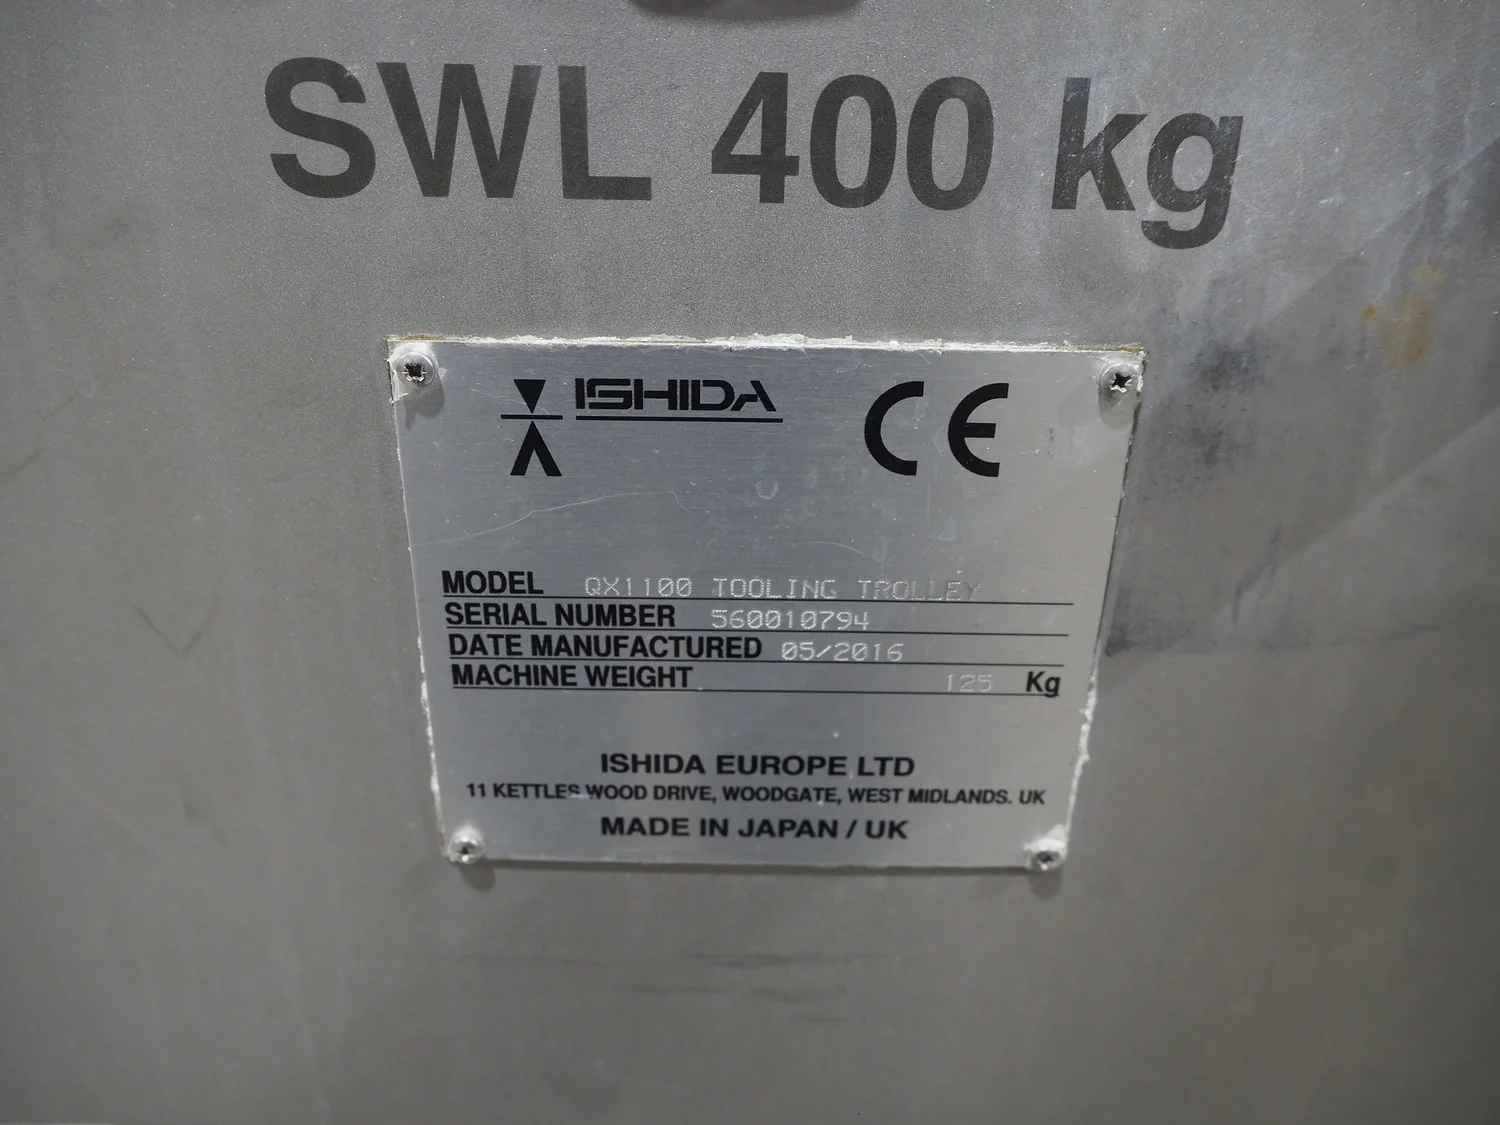 SWL 400 kg
ISHIDA
CE
MODEL QX1100 TOOLING TROLLEY
SERIAL NUMBER 560010794
DATE MANUFACTURED 05/2016
MACHINE WEIGHT 125 Kg
ISHIDA EUROPE LTD
11 KETTLES WOOD DRIVE, WOODGATE, WEST MIDLANDS. UK
MADE IN JAPAN / UK